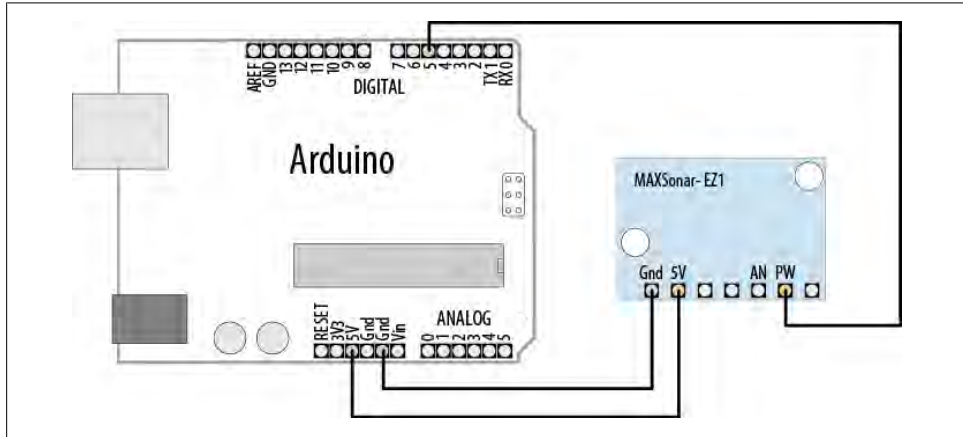 AREF GND 13 12 11 10 9 8 7 6 5 4 3 2 TX 1 RX 0
DIGITAL
Arduino
MAXSonar- EZ1
Gnd 5V AN PW
RESET 3V3 5V Gnd Gnd Vin
ANALOG
0 1 2 3 4 5